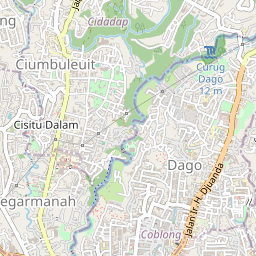 Cidadap
Ciumbuleuit
Curug
Dago
12 m
Cisitu Dalam
Dago
egarmanah
Jalan Ir. H. Djuanda
Coblong